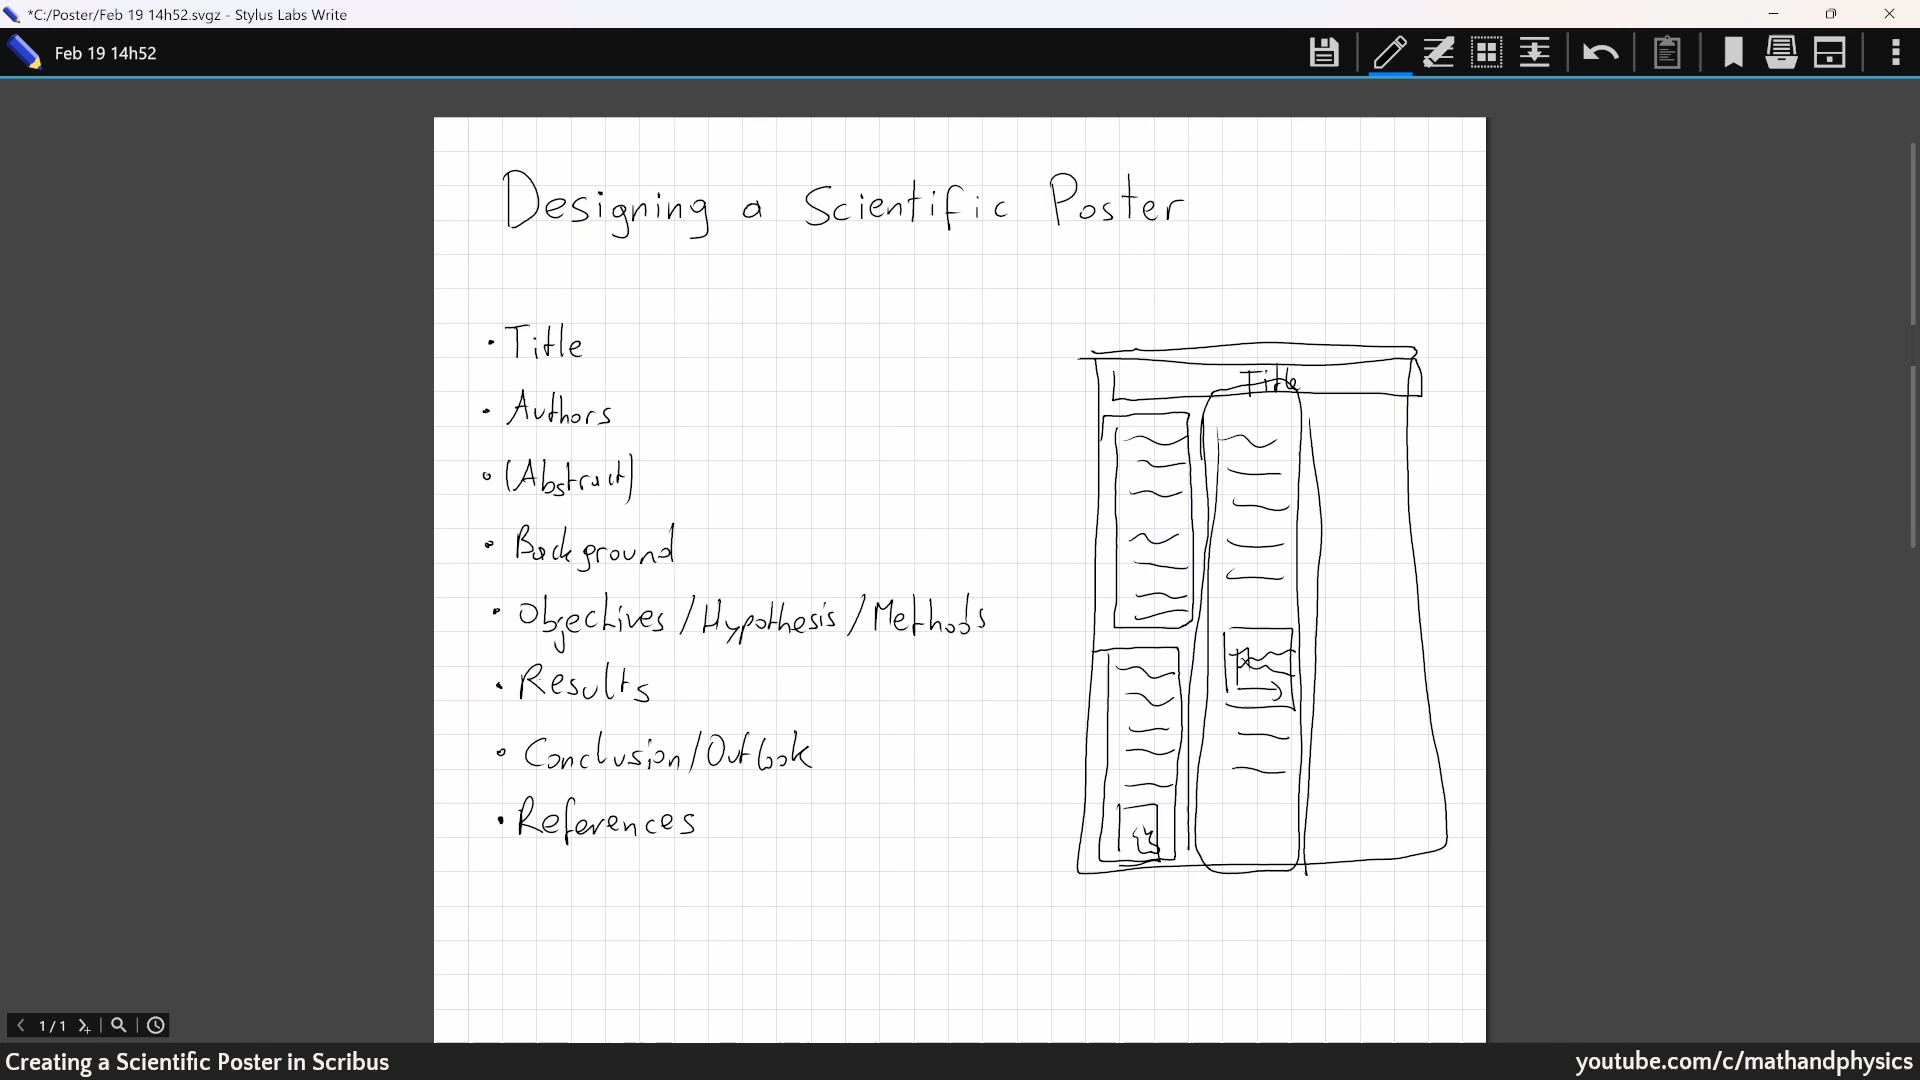 *C:/Poster/Feb 19 14h52.svgz - Stylus Labs Write
Feb 19 14h52
Designing a Scientific Poster
• Title
• Authors
• (Abstract)
• Background
• Objectives/Hypothesis/Methods
• Results
• Conclusion/Outlook
• References
Title
1/1
Creating a Scientific Poster in Scribus
youtube.com/c/mathandphysics